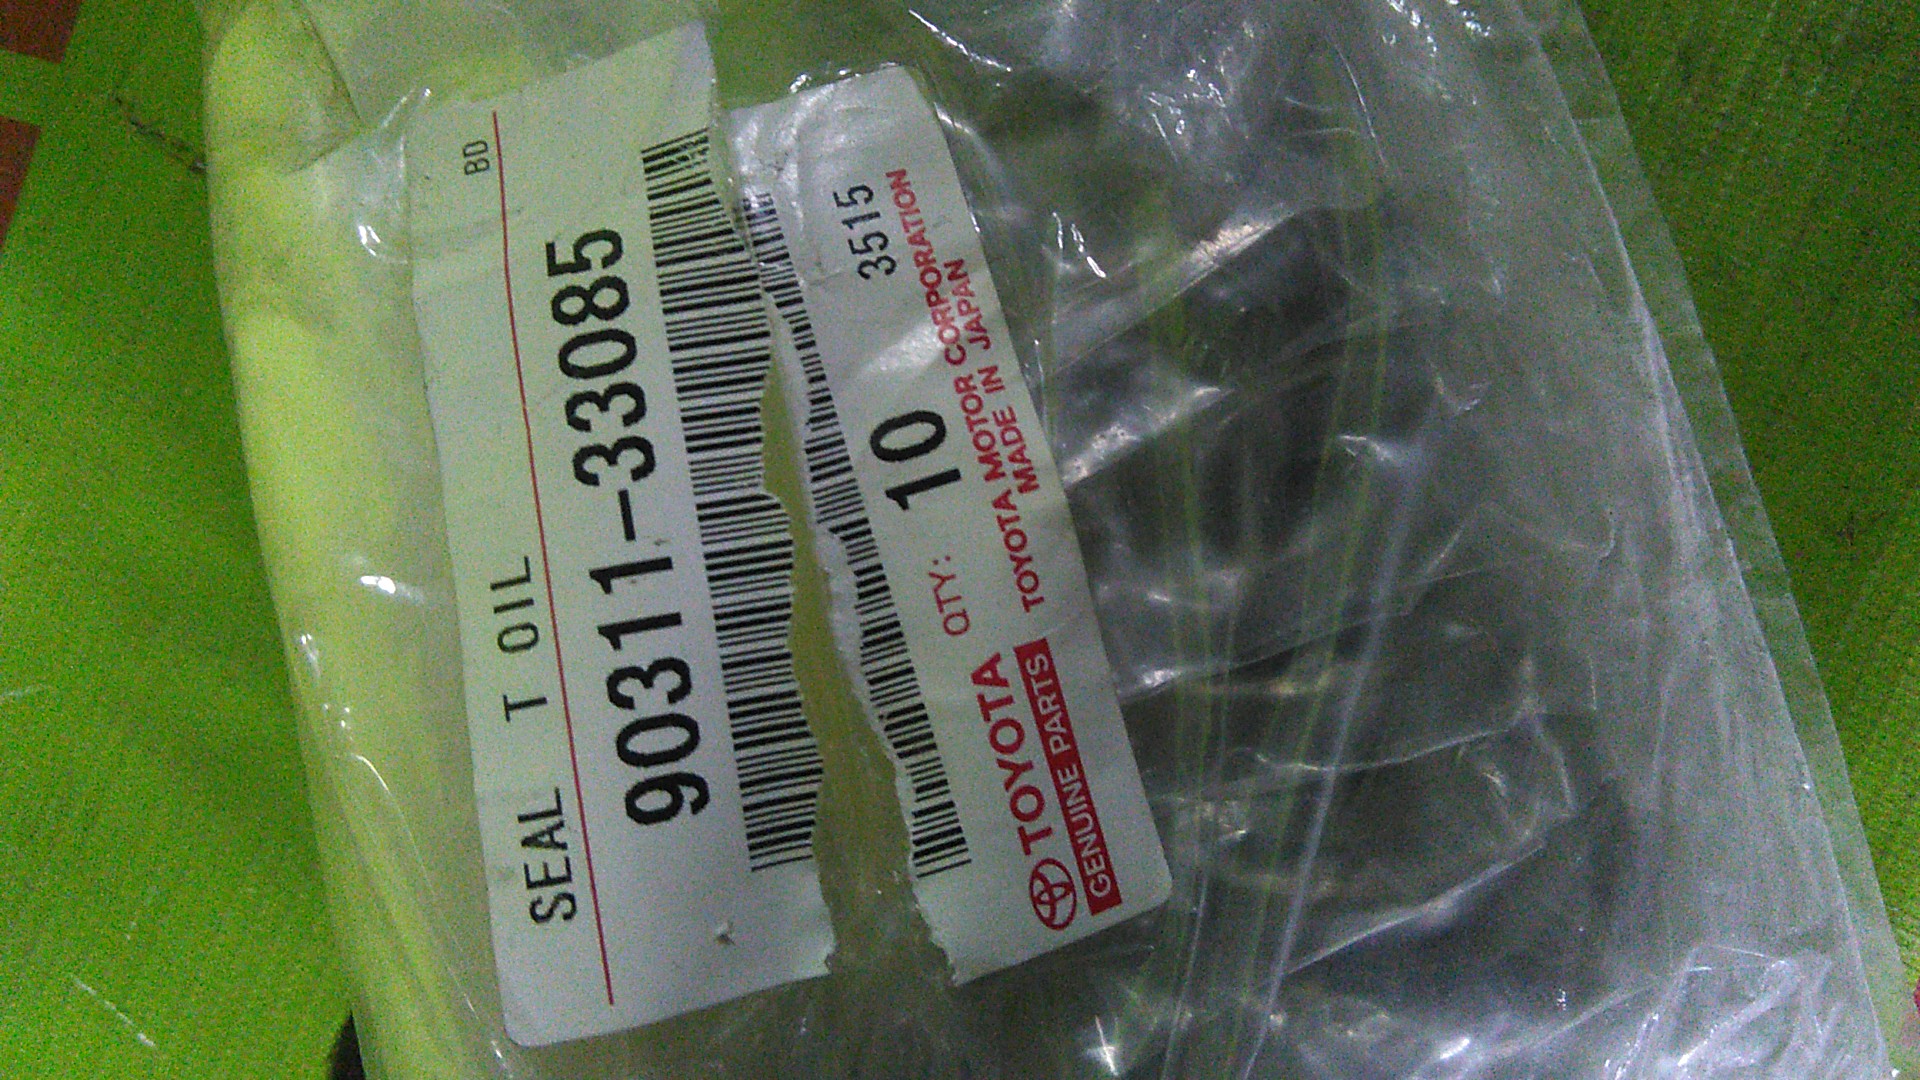 SEAL T OIL BD
90311-33085
QTY: 10 3515
TOYOTA TOYOTA MOTOR CORPORATION
GENUINE PARTS MADE IN JAPAN